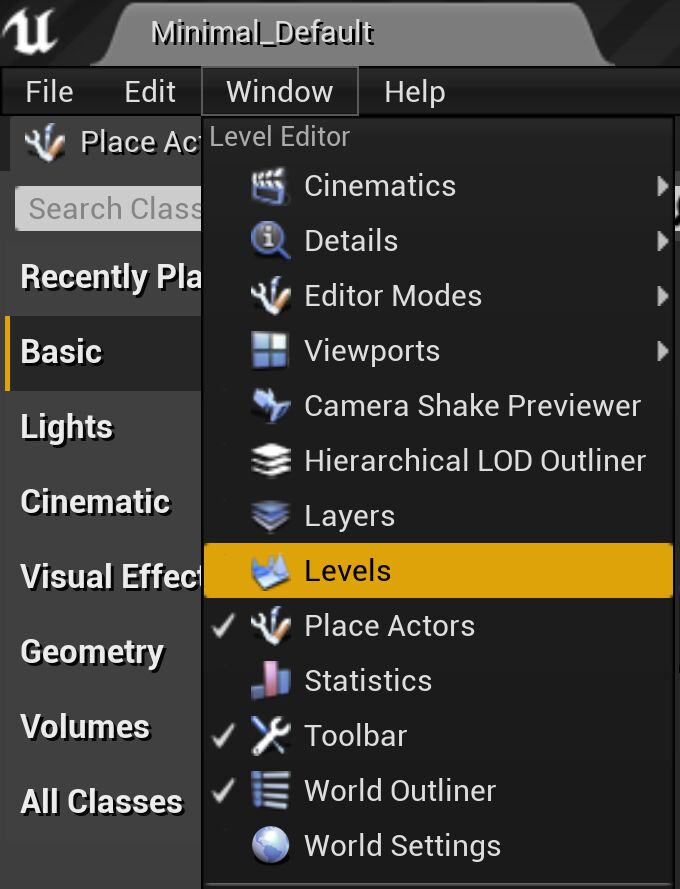 Minimal_Default
File Edit Window Help
Place Ac
Level Editor
Search Class
Cinematics
Details
Recently Pla
Editor Modes
Basic
Viewports
Camera Shake Previewer
Lights
Hierarchical LOD Outliner
Cinematic
Layers
Visual Effect
Levels
Place Actors
Geometry
Statistics
Volumes
Toolbar
World Outliner
All Classes
World Settings